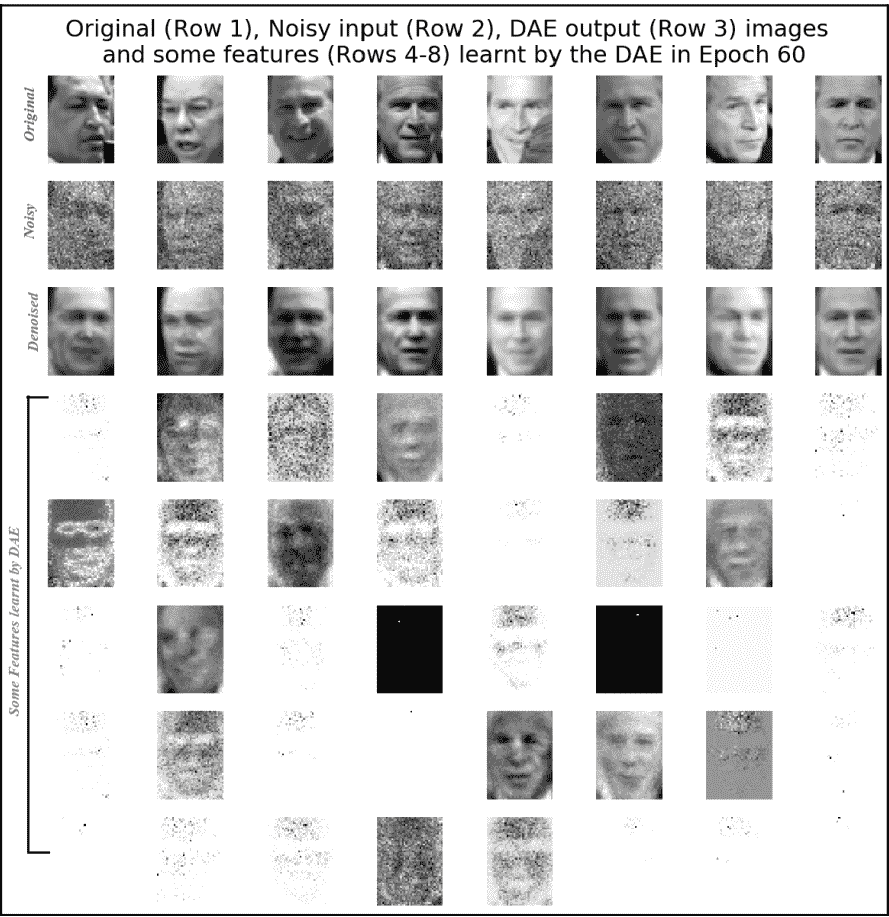 Original (Row 1), Noisy input (Row 2), DAE output (Row 3) images
and some features (Rows 4-8) learnt by the DAE in Epoch 60
Original
Noisy
Denoised
Some Features learnt by DAE